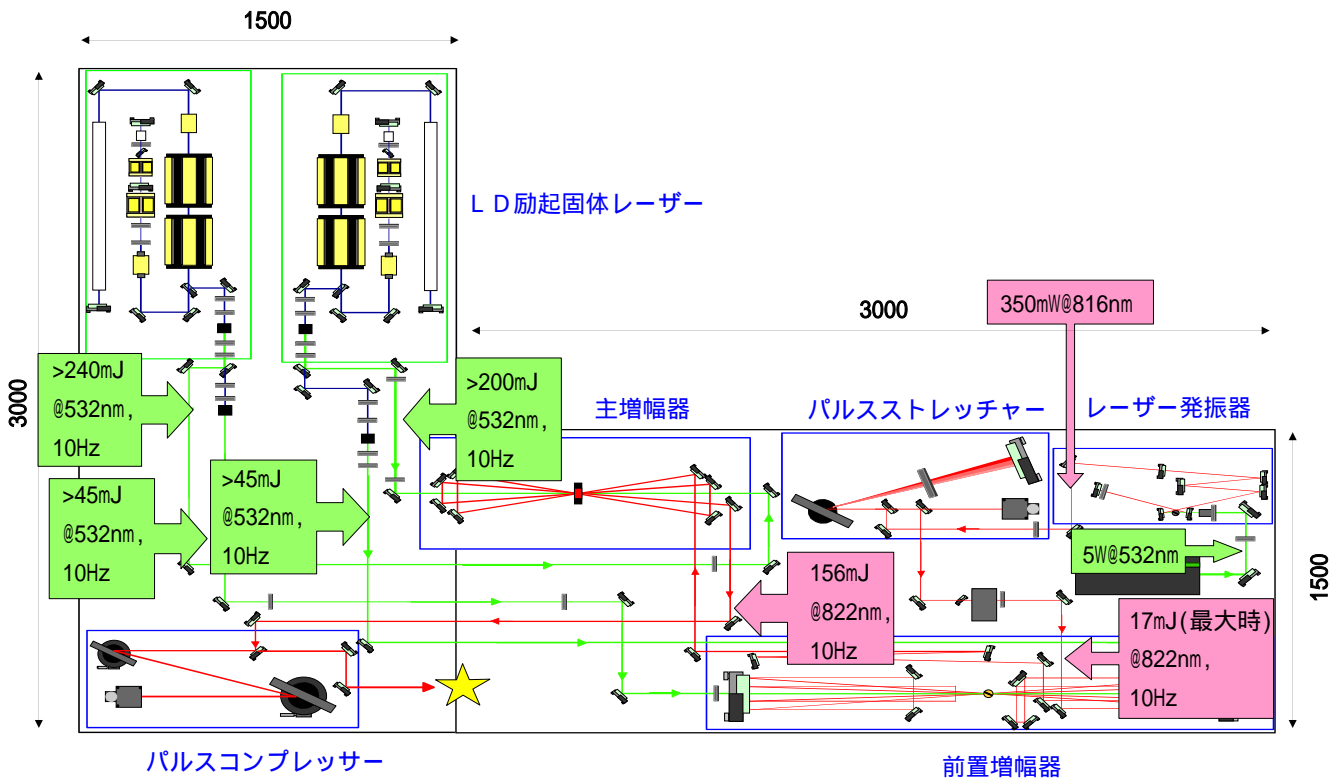 1500
3000
LD励起固体レーザー
3000
350mW@816nm
>240mJ
@532nm,
10Hz
>200mJ
@532nm,
10Hz
主増幅器
パルスストレッチャー
レーザー発振器
>45mJ
@532nm,
10Hz
>45mJ
@532nm,
10Hz
5W@532nm
156mJ
@822nm,
10Hz
1500
17mJ(最大時)
@822nm,
10Hz
パルスコンプレッサー
前置増幅器